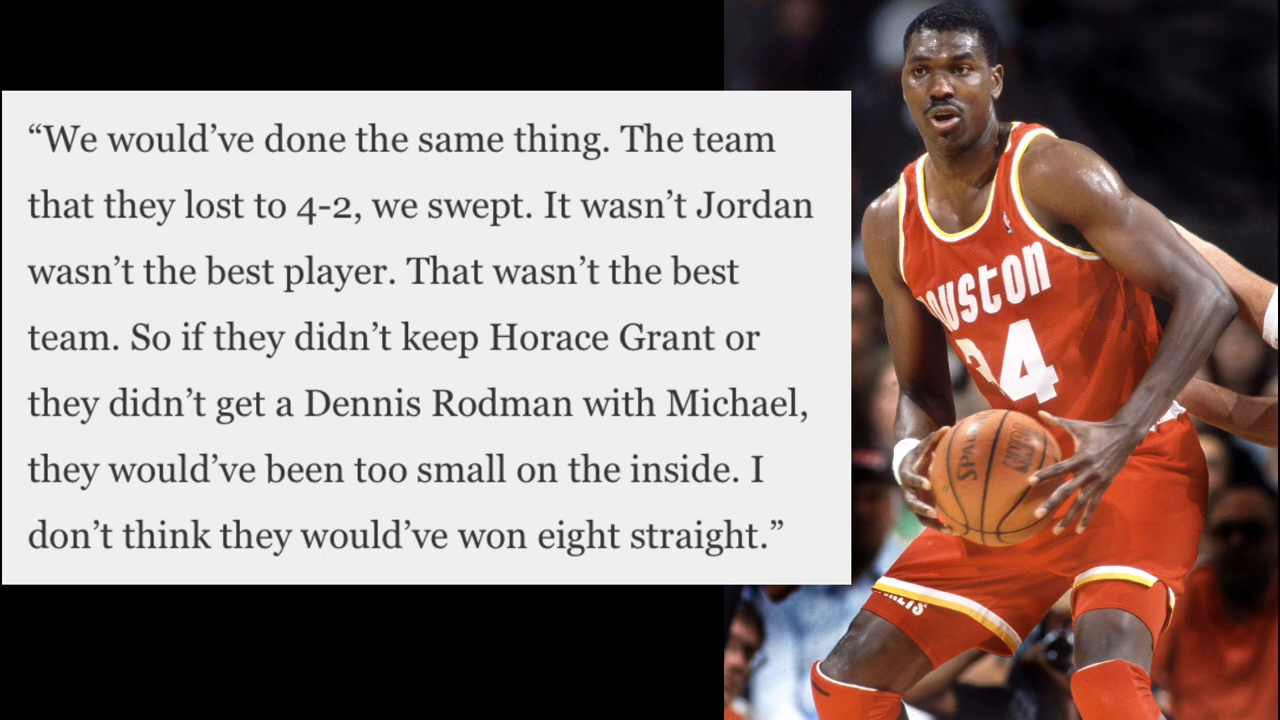 “We would’ve done the same thing. The team
that they lost to 4-2, we swept. It wasn’t Jordan
wasn’t the best player. That wasn’t the best
team. So if they didn’t keep Horace Grant or
they didn’t get a Dennis Rodman with Michael,
they would’ve been too small on the inside. I
don’t think they would’ve won eight straight.”
HOUSTON
34
SPALDING